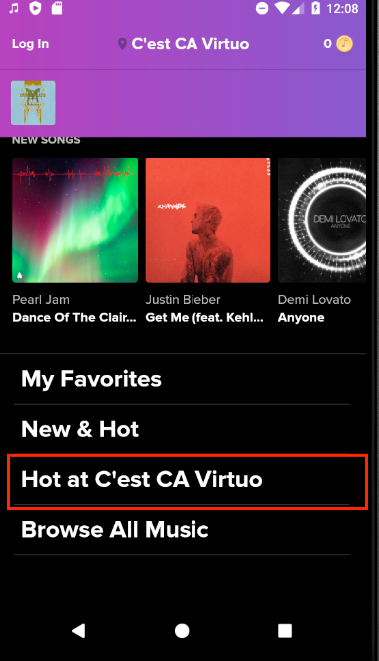 12:08
Log In
C'est CA Virtuo
0
NEW SONGS
CHANGES
DEMI LOVATO
ANYONE
Pearl Jam
Justin Bieber
Demi Lovato
Dance Of The Clair...
Get Me (feat. Kehl...
Anyone
My Favorites
New & Hot
Hot at C'est CA Virtuo
Browse All Music